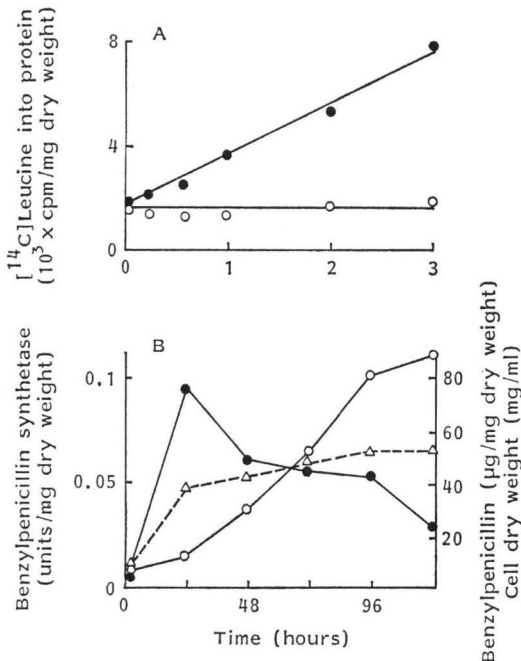 A
[¹⁴C]Leucine into protein
(10³ x cpm/mg dry weight)
8
4
0
0
1
2
3
B
Benzylpenicillin synthetase
(units/mg dry weight)
0.1
0.05
0
80
60
40
20
Benzylpenicillin (μg/mg dry weight)
Cell dry weight (mg/ml)
0
48
96
Time (hours)